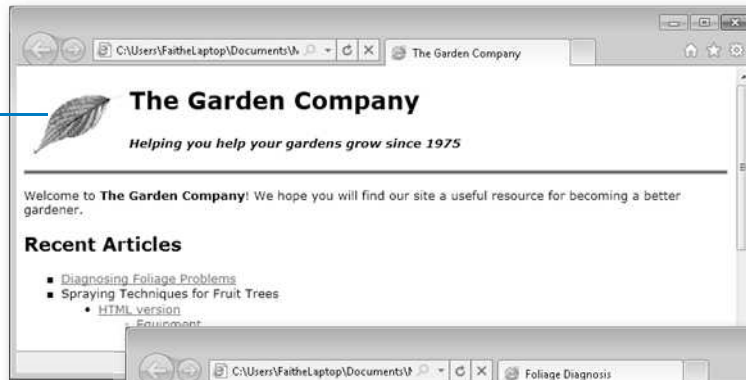 C:\Users\FaitheLaptop\Documents\
The Garden Company
The Garden Company
Helping you help your gardens grow since 1975
Welcome to The Garden Company! We hope you will find our site a useful resource for becoming a better
gardener.
Recent Articles
Diagnosing Foliage Problems
Spraying Techniques for Fruit Trees
HTML version
Equipment
C:\Users\FaitheLaptop\Documents\
Foliage Diagnosis